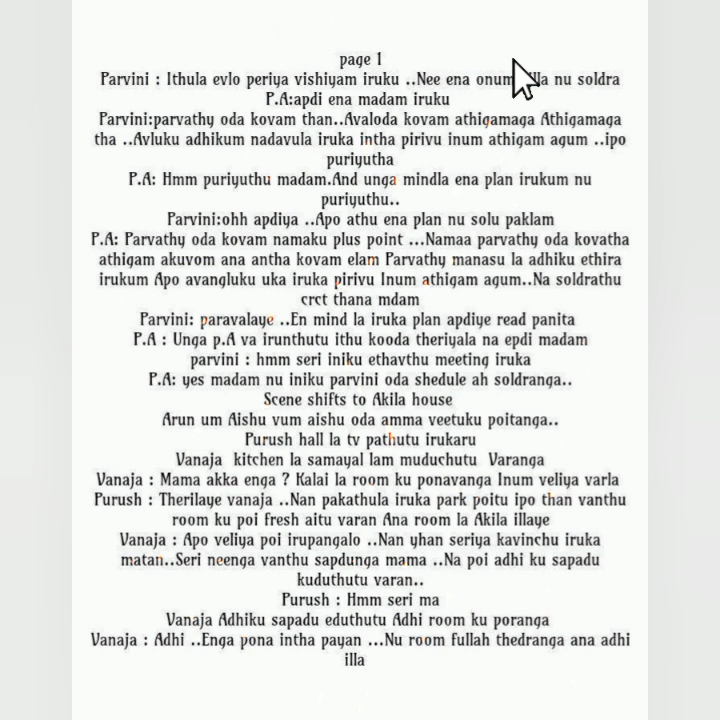 page 1
Parvini : Ithula evlo periya vishiyam iruku ..Nee ena onum nu soldra
P.A:apdi ena madam iruku
Parvini:parvathy oda kovam than..Avaloda kovam athigamaga Athigamaga
tha ..Avluku adhikum nadavula iruka intha pirivu inum athigam agum ..ipo
puriyutha
P.A: Hmm puriyuthu madam.And unga mindla ena plan irukum nu
puriyuthu..
Parvini:ohh apdiya ..Apo athu ena plan nu solu paklam
P.A: Parvathy oda kovam namaku plus point ...Namaa parvathy oda kovatha
athigam akuvom ana antha kovam elam Parvathy manasu la adhiku ethira
irukum Apo avangluku uka iruka pirivu Inum athigam agum..Na soldrathu
crct thana mdam
Parvini: paravalaye ..En mind la iruka plan apdiye read panita
P.A : Unga p.A va irunthutu ithu kooda theriyala na epdi madam
parvini : hmm seri iniku ethavthu meeting iruka
P.A: yes madam nu iniku parvini oda shedule ah soldranga..
Scene shifts to Akila house
Arun um Aishu vum aishu oda amma veetuku poitanga..
Purush hall la tv pathutu irukaru
Vanaja kitchen la samayal lam muduchutu Varanga
Vanaja : Mama akka enga ? Kalai la room ku ponavanga Inum veliya varla
Purush : Therilaye vanaja ..Nan pakathula iruka park poitu ipo than vanthu
room ku poi fresh aitu varan Ana room la Akila illaye
Vanaja : Apo veliya poi irupangalo ..Nan yhan seriya kavinchu iruka
matan..Seri neenga vanthu sapdunga mama ..Na poi adhi ku sapadu
kuduthutu varan..
Purush : Hmm seri ma
Vanaja Adhiku sapadu eduthutu Adhi room ku poranga
Vanaja : Adhi ..Enga pona intha payan ...Nu room fullah thedranga ana adhi
illa